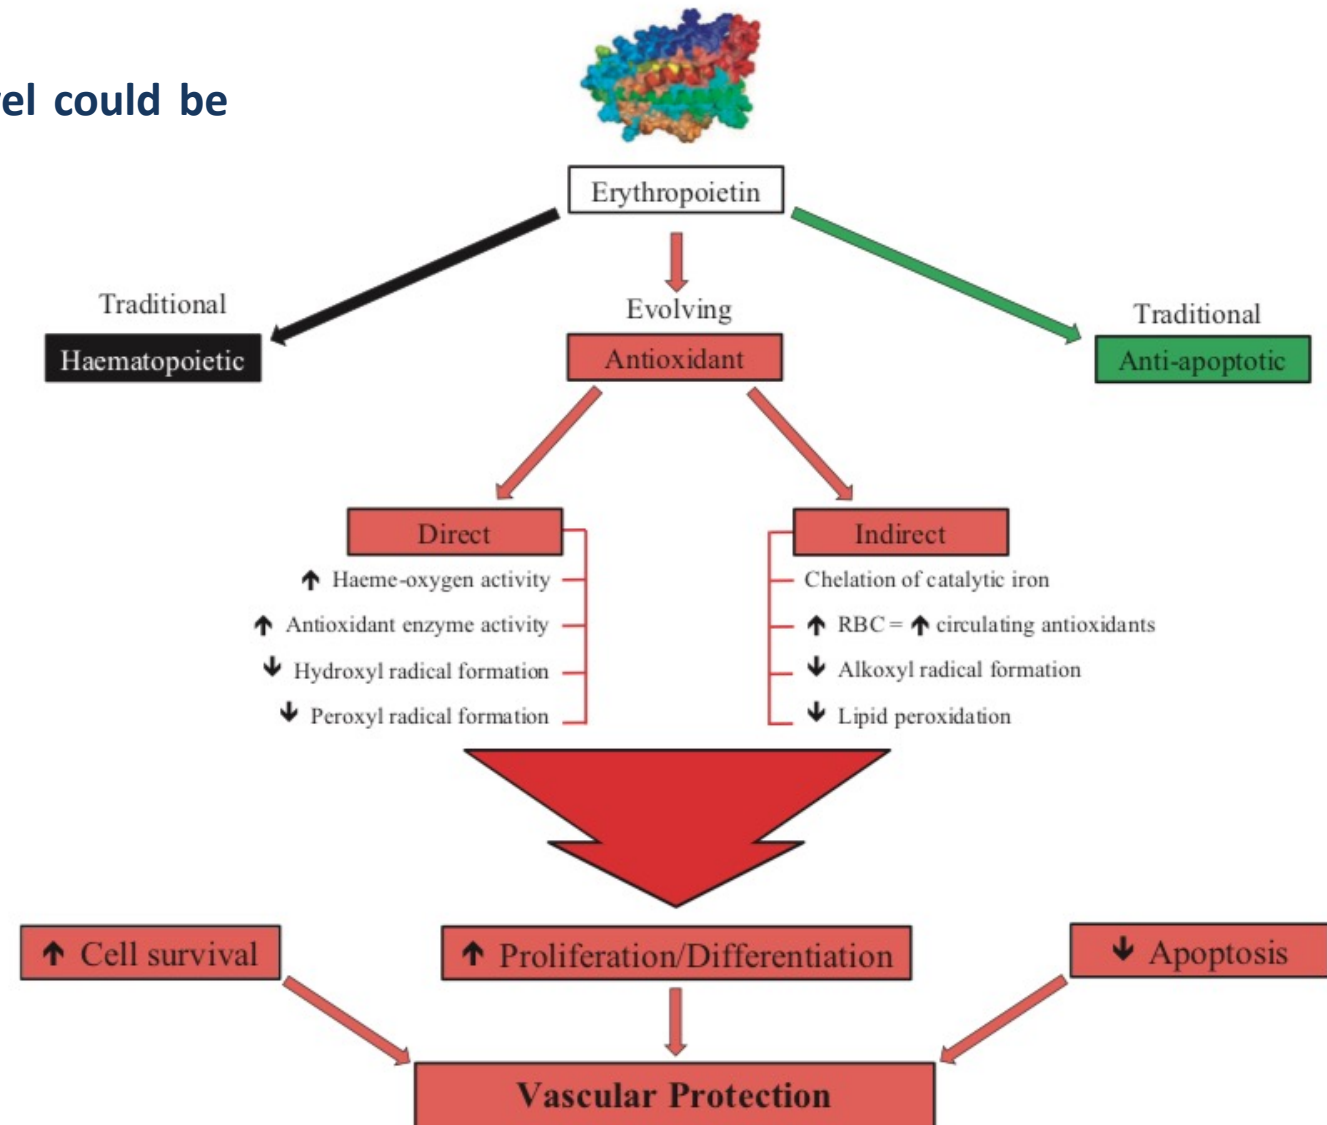 el could be
Erythropoietin
Traditional
Haematopoietic
Evolving
Antioxidant
Traditional
Anti-apoptotic
Direct
↑ Haeme-oxygen activity
↑ Antioxidant enzyme activity
↓ Hydroxyl radical formation
↓ Peroxyl radical formation
Indirect
Chelation of catalytic iron
↑ RBC = ↑ circulating antioxidants
↓ Alkoxyl radical formation
↓ Lipid peroxidation
↑ Cell survival
↑ Proliferation/Differentiation
↓ Apoptosis
Vascular Protection